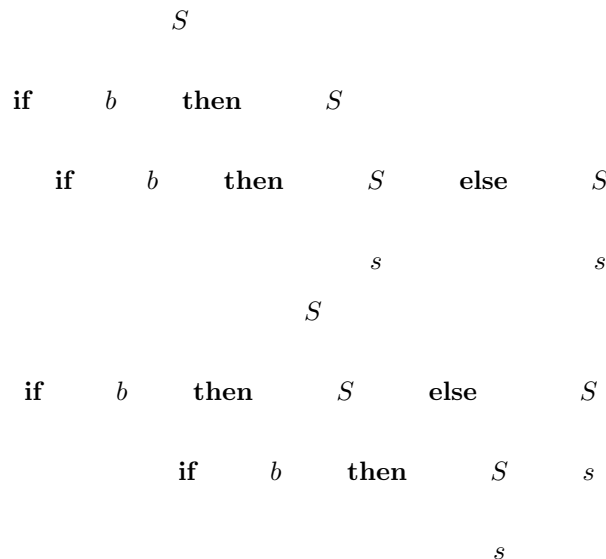 S
if b then S
if b then S else S
s s
S
if b then S else S
if b then S s
s